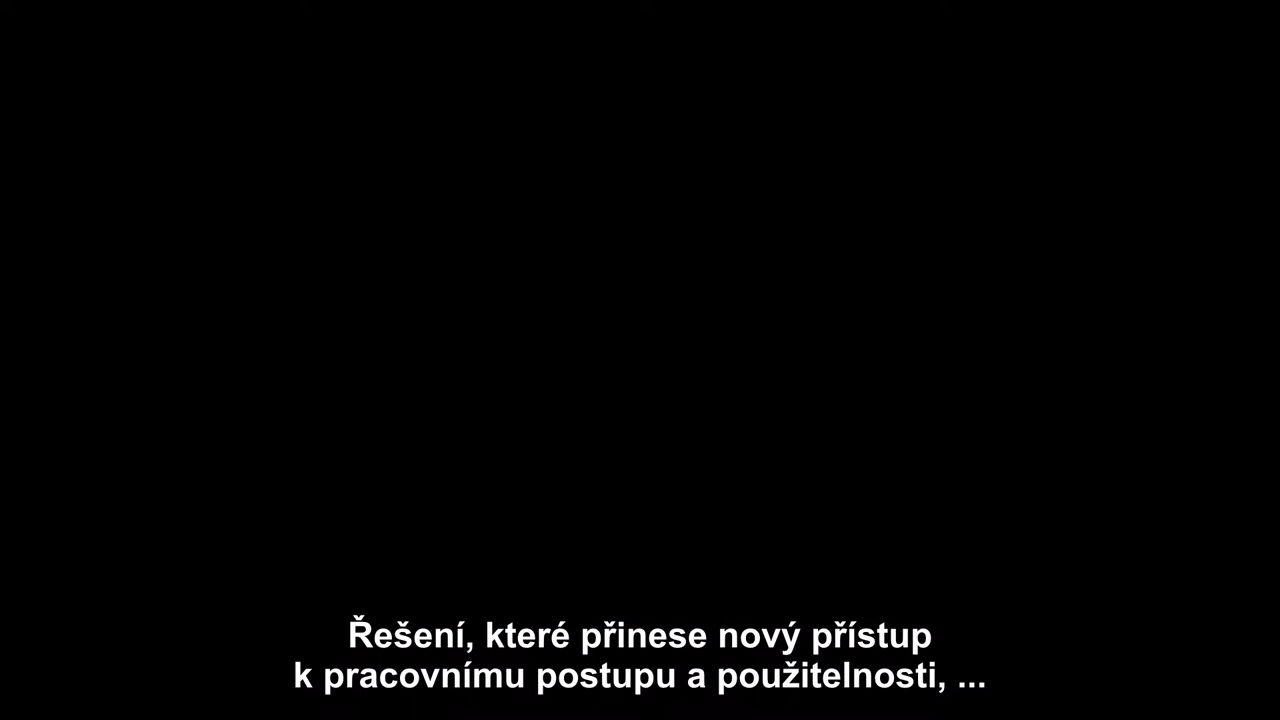 Řešení, které přinese nový přístup
k pracovnímu postupu a použitelnosti, ...